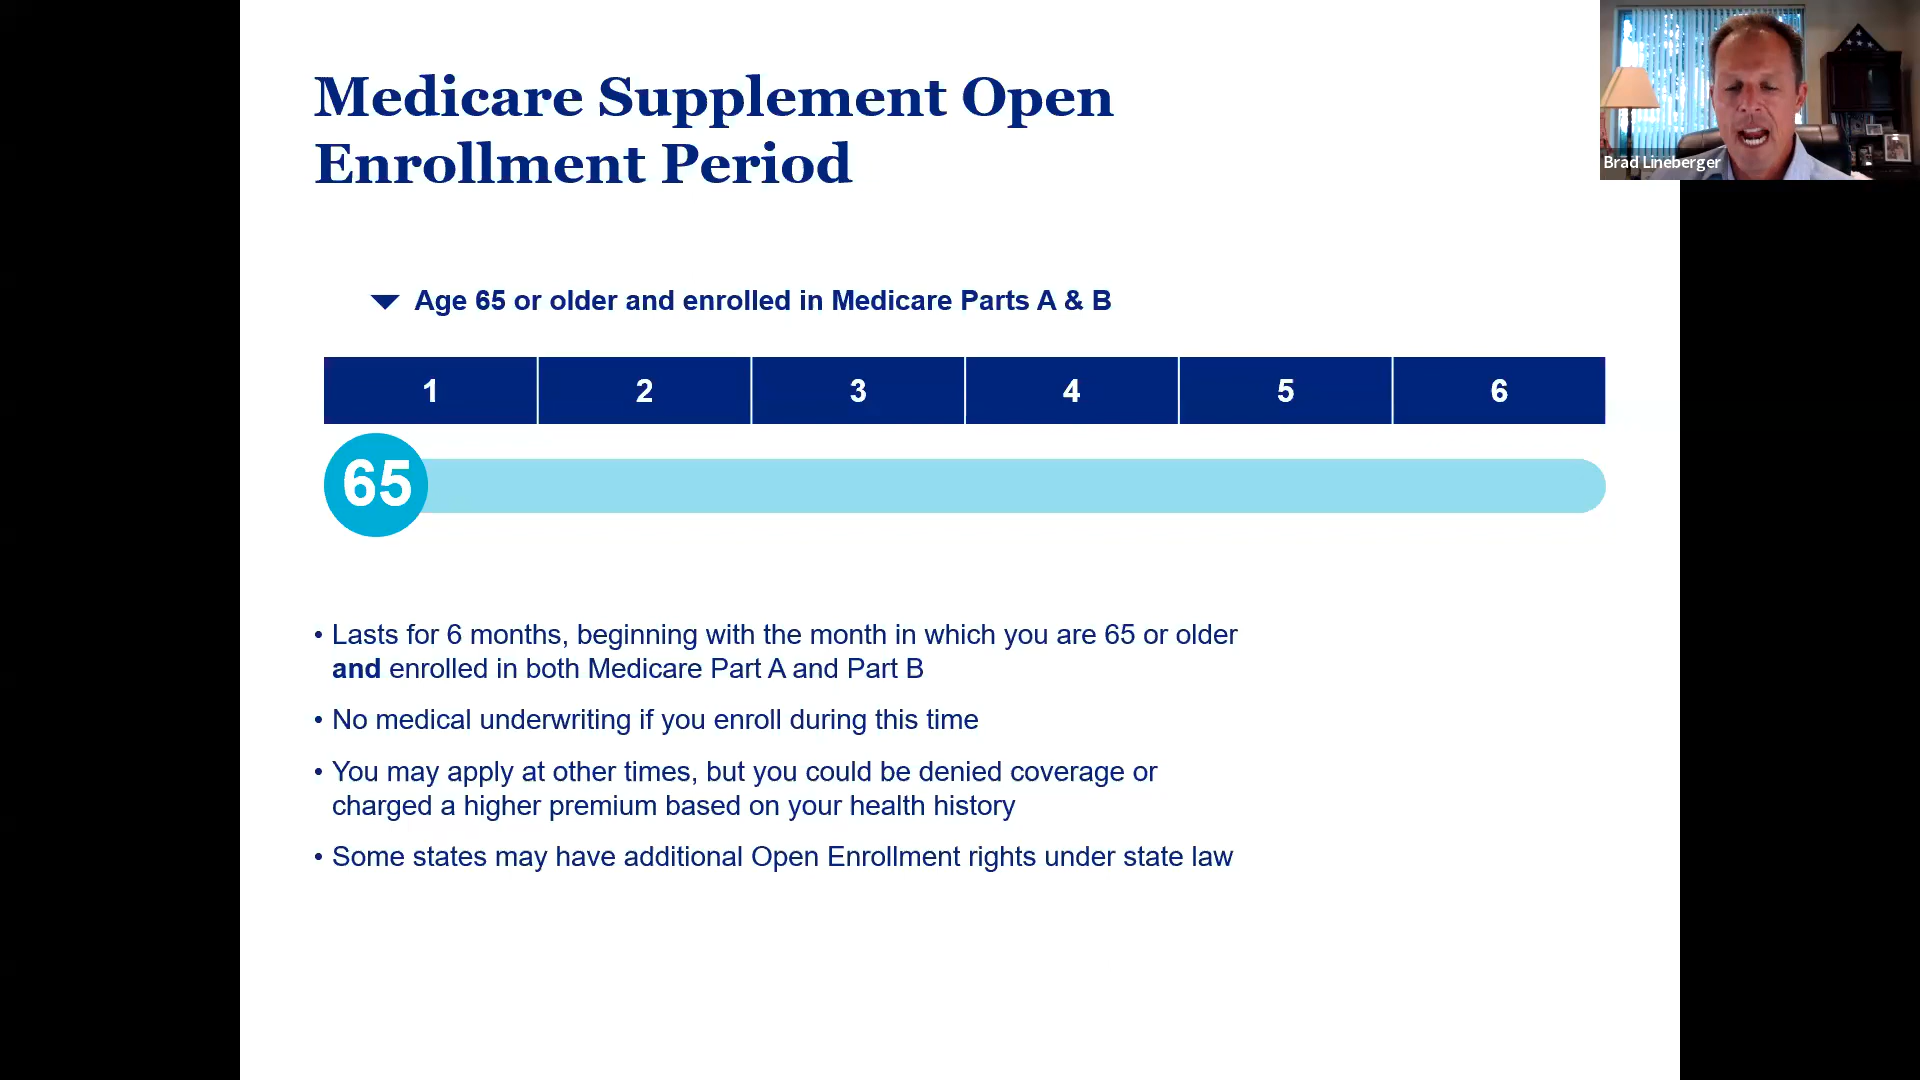 Medicare Supplement Open
Enrollment Period
Brad Lineberger
Age 65 or older and enrolled in Medicare Parts A & B
1 2 3 4 5 6
65
• Lasts for 6 months, beginning with the month in which you are 65 or older
and enrolled in both Medicare Part A and Part B
• No medical underwriting if you enroll during this time
• You may apply at other times, but you could be denied coverage or
charged a higher premium based on your health history
• Some states may have additional Open Enrollment rights under state law